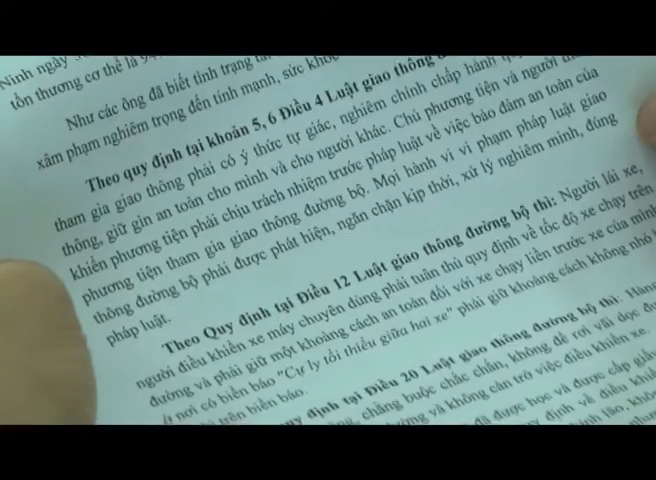 Ninh ngày
tổn thương cơ thể là
Như các ông đã biết tình trạng
xâm phạm nghiêm trọng đến tính mạnh, sức khỏe
Theo quy định tại khoản 5, 6 Điều 4 Luật giao thông
tham gia giao thông phải có ý thức tự giác, nghiêm chỉnh chấp hành
thông, giữ gìn an toàn cho mình và cho người khác. Chủ phương tiện và người
khiển phương tiện phải chịu trách nhiệm trước pháp luật về việc bảo đảm an toàn của
phương tiện tham gia giao thông đường bộ. Mọi hành vi vi phạm pháp luật giao
thông đường bộ phải được phát hiện, ngăn chặn kịp thời, xử lý nghiêm minh, đúng
pháp luật.
Theo Quy định tại Điều 12 Luật giao thông đường bộ thì: Người lái xe,
người điều khiển xe máy chuyên dùng phải tuân thủ quy định về tốc độ xe chạy trên
đường và phải giữ một khoảng cách an toàn đối với xe chạy liền trước xe của mình
ở nơi có biển báo "Cự ly tối thiểu giữa hai xe" phải giữ khoảng cách không nhỏ
trên biển báo.
định tại Điều 20 Luật giao thông đường bộ thì: Hàng
chằng buộc chắc chắn, không để rơi vãi dọc
và không cản trở việc điều khiển xe.
đã được học và được cấp
định về điều